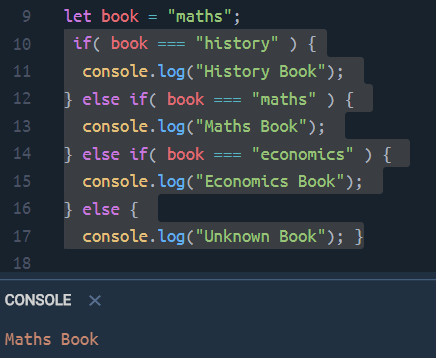 9 let book = "maths";
10 if( book === "history" ) {
11 console.log("History Book");
12 } else if( book === "maths" ) {
13 console.log("Maths Book");
14 } else if( book === "economics" ) {
15 console.log("Economics Book");
16 } else {
17 console.log("Unknown Book"); }
18
CONSOLE ×
Maths Book